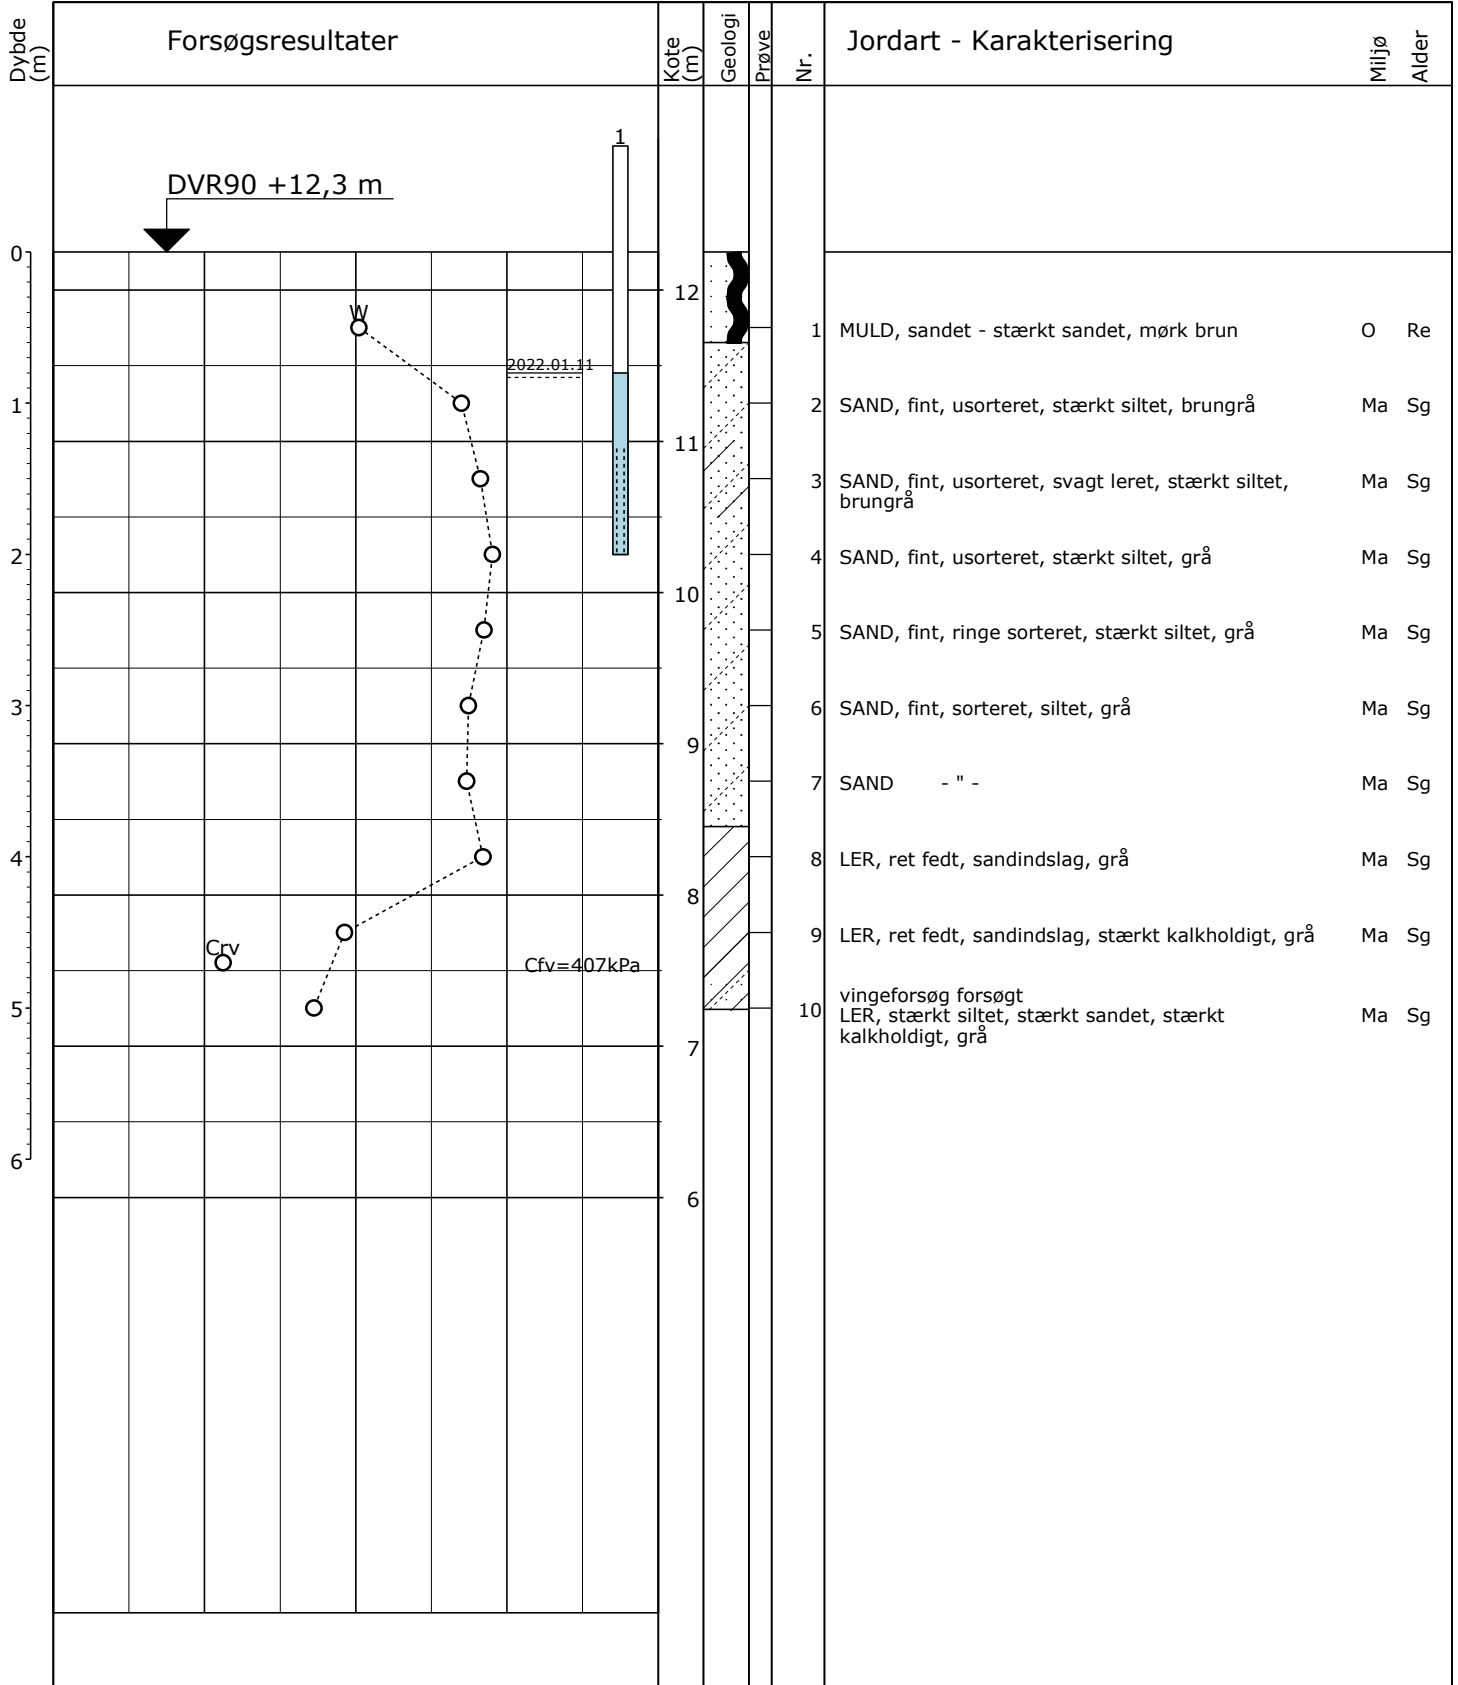 Dybde
(m)
Forsøgsresultater
Kote
(m)
Geologi
Prøve
Nr.
Jordart - Karakterisering
Miljø
Alder
1
DVR90 +12,3 m
0
12
W
1 MULD, sandet - stærkt sandet, mørk brun O Re
2022.01.11
1
2 SAND, fint, usorteret, stærkt siltet, brungrå Ma Sg
11
3 SAND, fint, usorteret, svagt leret, stærkt siltet, Ma Sg
brungrå
2
4 SAND, fint, usorteret, stærkt siltet, grå Ma Sg
10
5 SAND, fint, ringe sorteret, stærkt siltet, grå Ma Sg
3
6 SAND, fint, sorteret, siltet, grå Ma Sg
9
7 SAND - " - Ma Sg
4
8 LER, ret fedt, sandindslag, grå Ma Sg
8
9 LER, ret fedt, sandindslag, stærkt kalkholdigt, grå Ma Sg
Crv
Cfv=407kPa
5
vingeforsøg forsøgt
10 LER, stærkt siltet, stærkt sandet, stærkt Ma Sg
kalkholdigt, grå
7
6
6